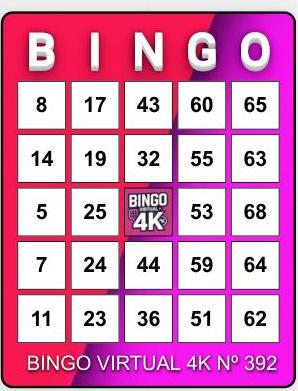 BINGO
8 17 43 60 65
14 19 32 55 63
5 25 BINGO VIRTUAL 4K 53 68
7 24 44 59 64
11 23 36 51 62
BINGO VIRTUAL 4K Nº 392